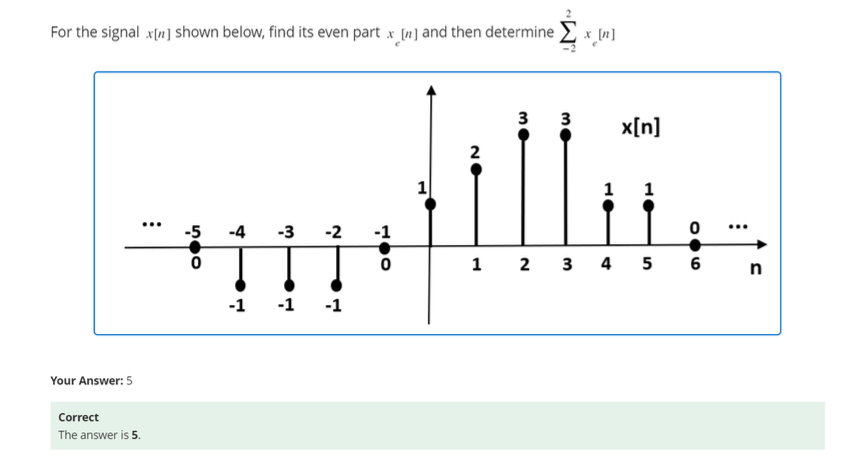 For the signal x[n] shown below, find its even part x_e[n] and then determine 2 ∑ -2 x_e[n]
3 3 x[n]
2
1 1 1
... -5 -4 -3 -2 -1 0 ...
0 0 1 2 3 4 5 6 n
-1 -1 -1
Your Answer: 5
Correct
The answer is 5.